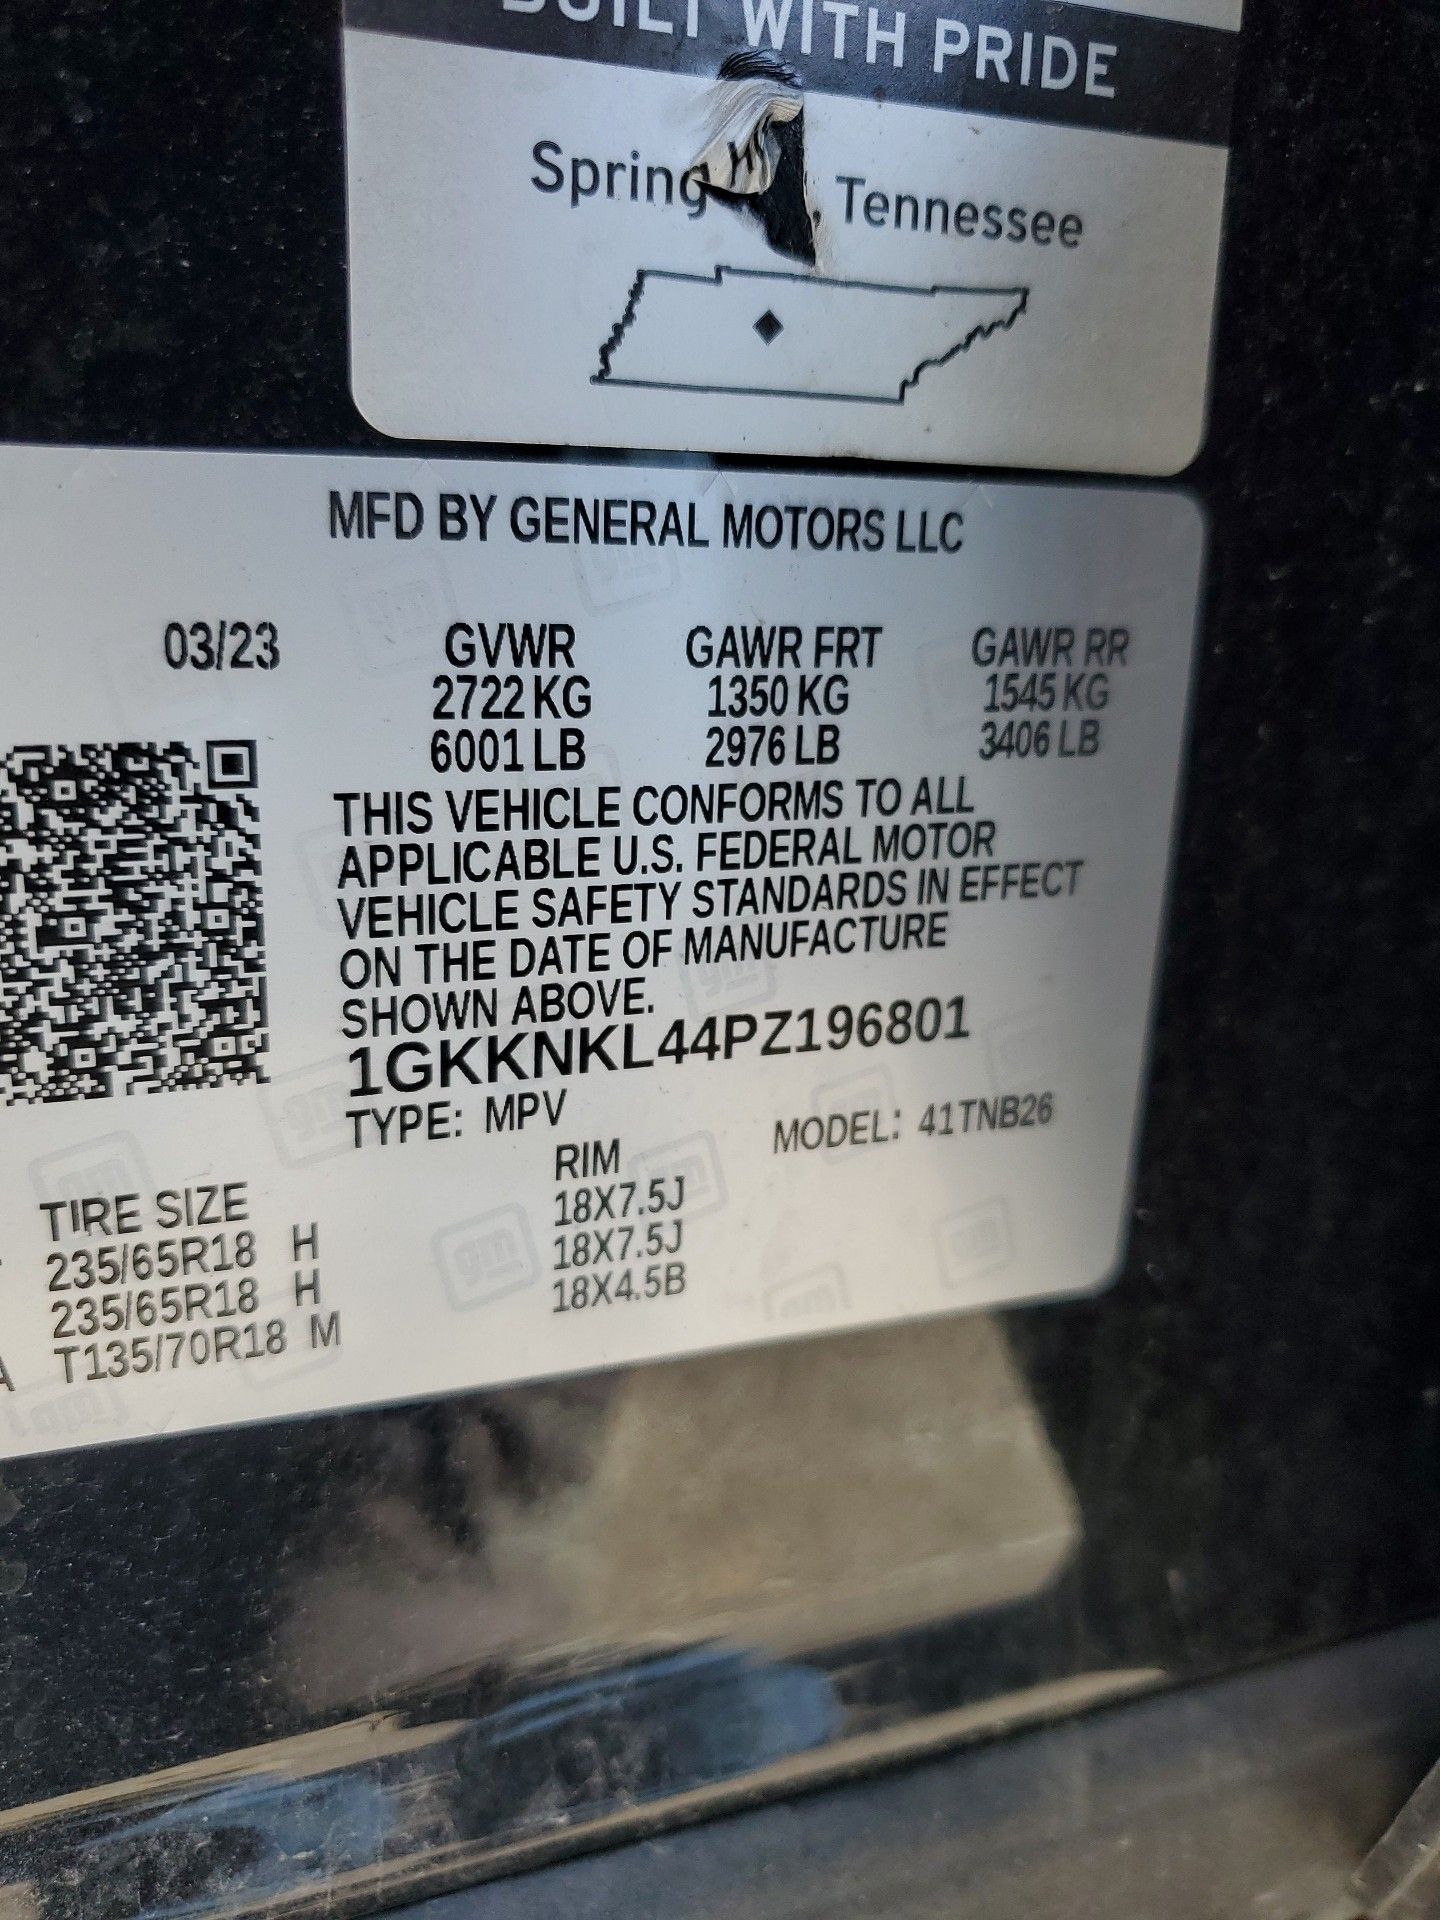 BUILT WITH PRIDE
Spring H , Tennessee
MFD BY GENERAL MOTORS LLC
03/23 GVWR GAWR FRT GAWR RR
2722 KG 1350 KG 1545 KG
6001 LB 2976 LB 3406 LB
THIS VEHICLE CONFORMS TO ALL
APPLICABLE U.S. FEDERAL MOTOR
VEHICLE SAFETY STANDARDS IN EFFECT
ON THE DATE OF MANUFACTURE
SHOWN ABOVE.
1GKKNKL44PZ196801
TYPE: MPV MODEL: 41TNB26
TIRE SIZE RIM
235/65R18 H 18X7.5J
235/65R18 H 18X7.5J
A T135/70R18 M 18X4.5B